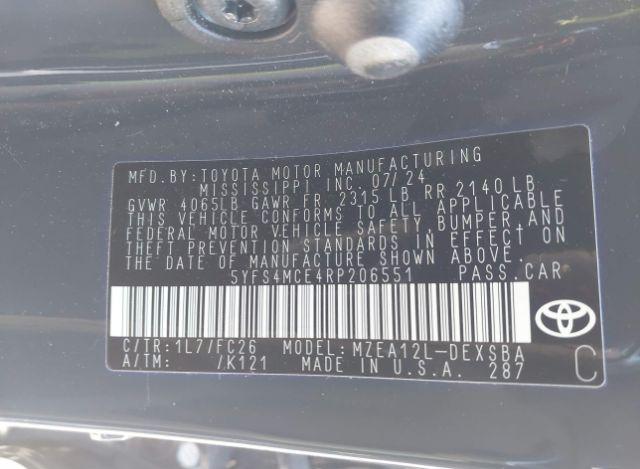 MFD.BY:TOYOTA MOTOR MANUFACTURING
MISSISSIPPI INC. 07/24
GVWR 4065LB GAWR FR. 2315 LB RR 2140 LB
THIS VEHICLE CONFORMS TO ALL APPLICABLE
FEDERAL MOTOR VEHICLE SAFETY,BUMPER,AND
THEFT PREVENTION STANDARDS IN EFFECT ON
THE DATE OF MANUFACTURE SHOWN ABOVE.
5YFS4MCE4RP206551 PASS.CAR
C/TR:1L7/FC26 MODEL:MZEA12L-DEXSBA
A/TM: /K121 MADE IN U.S.A. 287
C